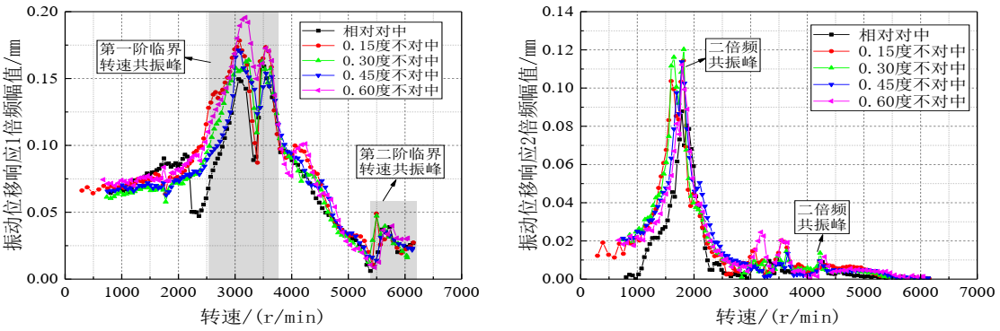 振动位移响应1倍频幅值/mm
0.20
0.15
0.10
0.05
0.00
第一阶临界
转速共振峰
相对对中
0.15度不对中
0.30度不对中
0.45度不对中
0.60度不对中
第二阶临界
转速共振峰
0 1000 2000 3000 4000 5000 6000 7000
转速/(r/min)
振动位移响应2倍频幅值/mm
0.14
0.12
0.10
0.08
0.06
0.04
0.02
0.00
二倍频
共振峰
相对对中
0.15度不对中
0.30度不对中
0.45度不对中
0.60度不对中
二倍频
共振峰
0 1000 2000 3000 4000 5000 6000 7000
转速/(r/min)